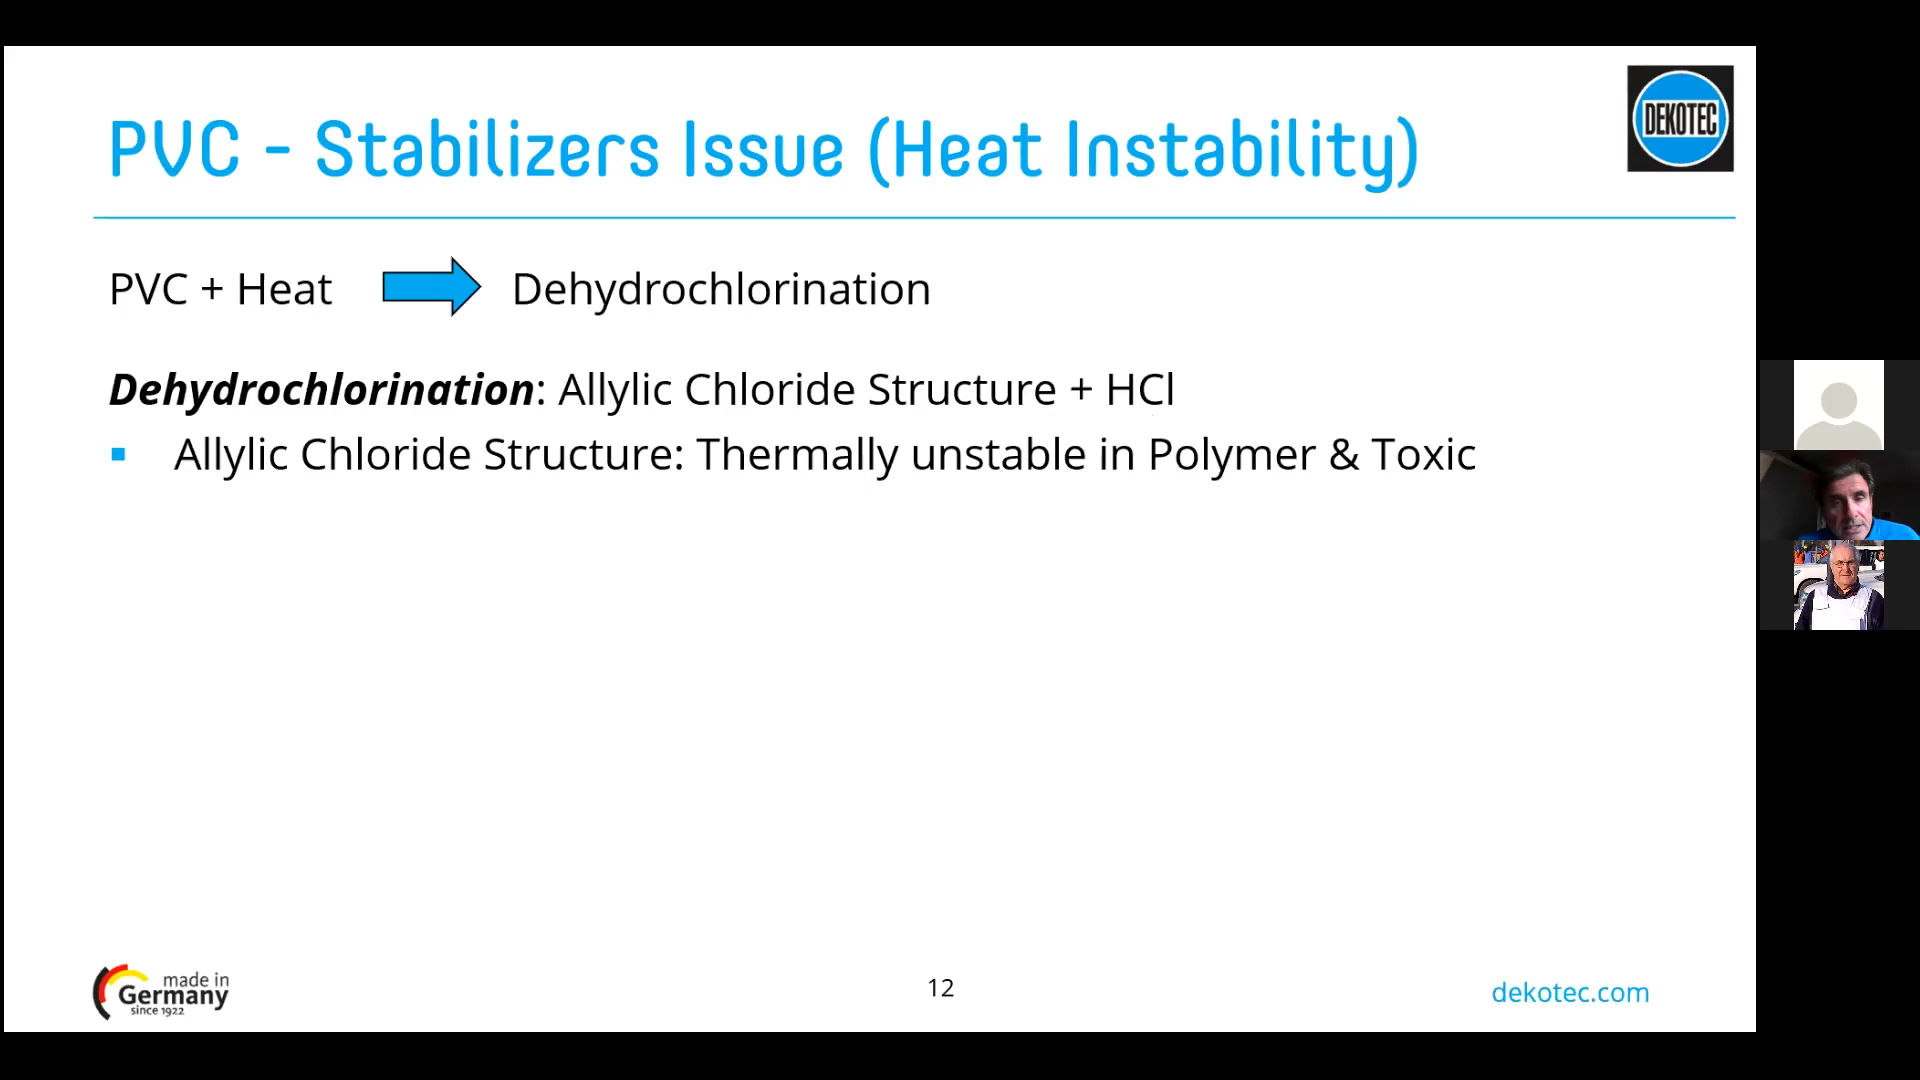 PVC - Stabilizers Issue (Heat Instability)
DEKOTEC
PVC + Heat
Dehydrochlorination
Dehydrochlorination: Allylic Chloride Structure + HCl
▪ Allylic Chloride Structure: Thermally unstable in Polymer & Toxic
made in
Germany
since 1922
12
dekotec.com